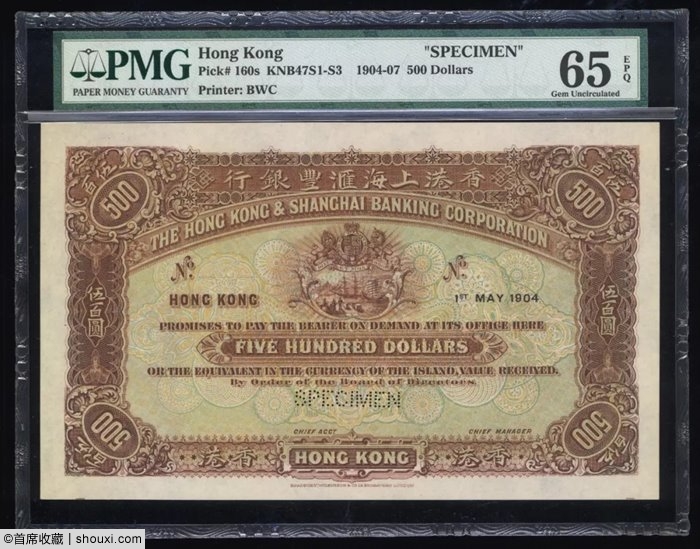 PMG
PAPER MONEY GUARANTY
Hong Kong "SPECIMEN"
Pick# 160s KNB47S1-S3 1904-07 500 Dollars
Printer: BWC
65 EPQ
Gem Uncirculated
百伍 百伍
500 500
行銀豐滙海上港香
THE HONG KONG & SHANGHAI BANKING CORPORATION
No. No.
HONG KONG 1ST MAY 1904
PROMISES TO PAY THE BEARER ON DEMAND AT ITS OFFICE HERE
伍百圓 FIVE HUNDRED DOLLARS 伍百圓
OR THE EQUIVALENT IN THE CURRENCY OF THE ISLAND, VALUE RECEIVED.
By Order of the Board of Directors.
SPECIMEN
500 500
CHIEF ACCT CHIEF MANAGER
港香 HONG KONG 港香
©首席收藏 | shouxi.com